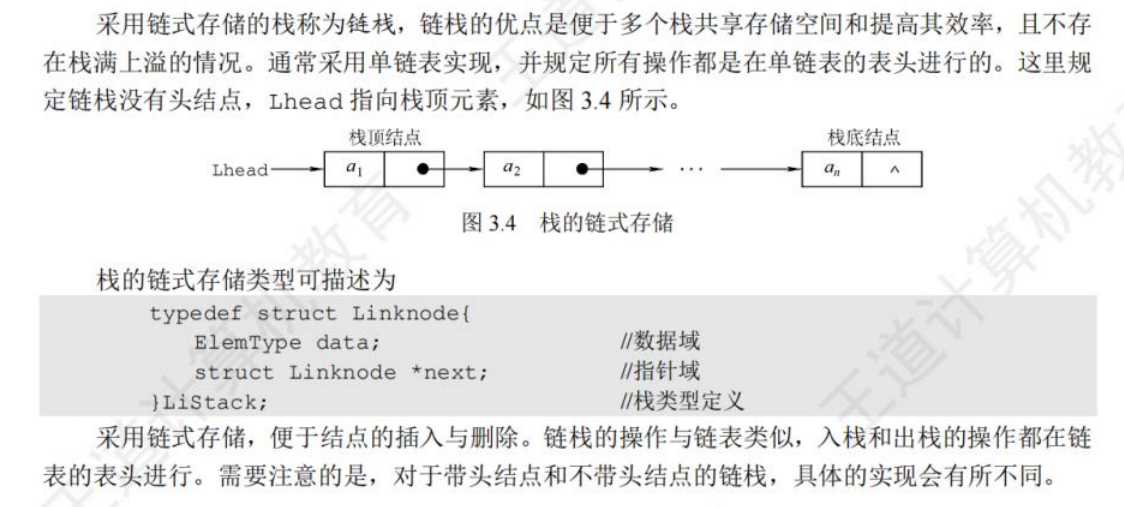 采用链式存储的栈称为链栈，链栈的优点是便于多个栈共享存储空间和提高其效率，且不存
在栈满上溢的情况。通常采用单链表实现，并规定所有操作都是在单链表的表头进行的。这里规
定链栈没有头结点，Lhead 指向栈顶元素，如图 3.4 所示。
栈顶结点 栈底结点
Lhead a₁ a₂ ··· aₙ ^
图 3.4 栈的链式存储
栈的链式存储类型可描述为
typedef struct Linknode{
ElemType data; //数据域
struct Linknode *next; //指针域
}LiStack; //栈类型定义
采用链式存储，便于结点的插入与删除。链栈的操作与链表类似，入栈和出栈的操作都在链
表的表头进行。需要注意的是，对于带头结点和不带头结点的链栈，具体的实现会有所不同。
王道计算机教育
王道计算机教